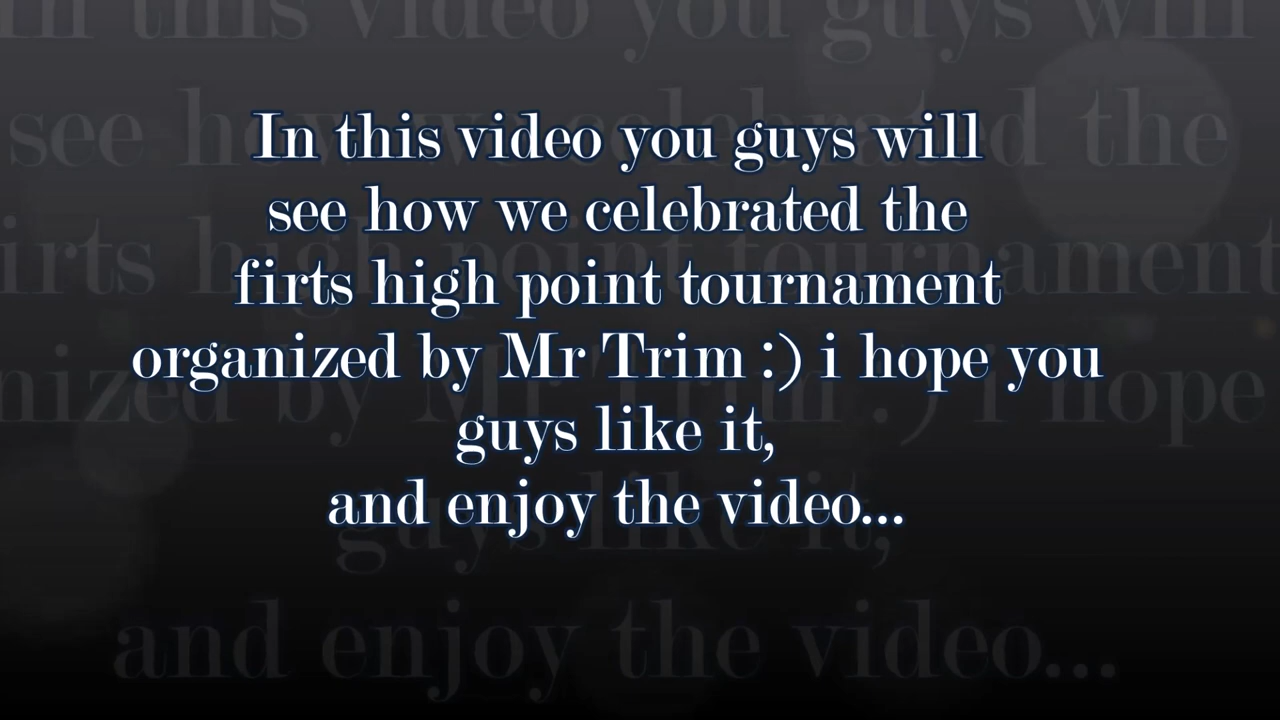 In this video you guys will
see how we celebrated the
firts high point tournament
organized by Mr Trim :) i hope you
guys like it,
and enjoy the video...